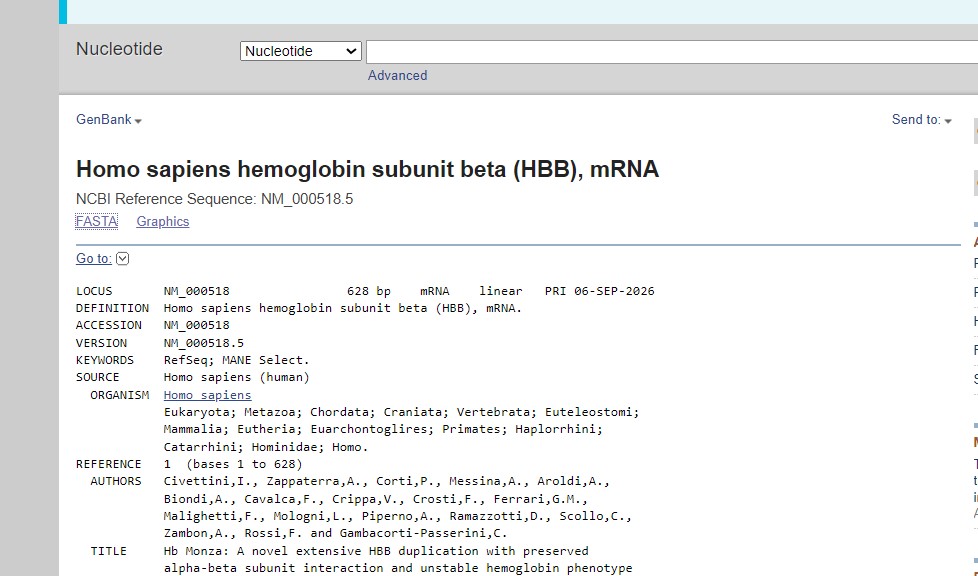 Nucleotide
Nucleotide
Advanced
GenBank
Send to:
Homo sapiens hemoglobin subunit beta (HBB), mRNA
NCBI Reference Sequence: NM_000518.5
FASTA Graphics
Go to:
LOCUS NM_000518 628 bp mRNA linear PRI 06-SEP-2026
DEFINITION Homo sapiens hemoglobin subunit beta (HBB), mRNA.
ACCESSION NM_000518
VERSION NM_000518.5
KEYWORDS RefSeq; MANE Select.
SOURCE Homo sapiens (human)
ORGANISM Homo sapiens
Eukaryota; Metazoa; Chordata; Craniata; Vertebrata; Euteleostomi;
Mammalia; Eutheria; Euarchontoglires; Primates; Haplorrhini;
Catarrhini; Hominidae; Homo.
REFERENCE 1 (bases 1 to 628)
AUTHORS Civettini,I., Zappaterra,A., Corti,P., Messina,A., Aroldi,A.,
Biondi,A., Cavalca,F., Crippa,V., Crosti,F., Ferrari,G.M.,
Malighetti,F., Mologni,L., Piperno,A., Ramazzotti,D., Scollo,C.,
Zambon,A., Rossi,F. and Gambacorti-Passerini,C.
TITLE Hb Monza: A novel extensive HBB duplication with preserved
alpha-beta subunit interaction and unstable hemoglobin phenotype